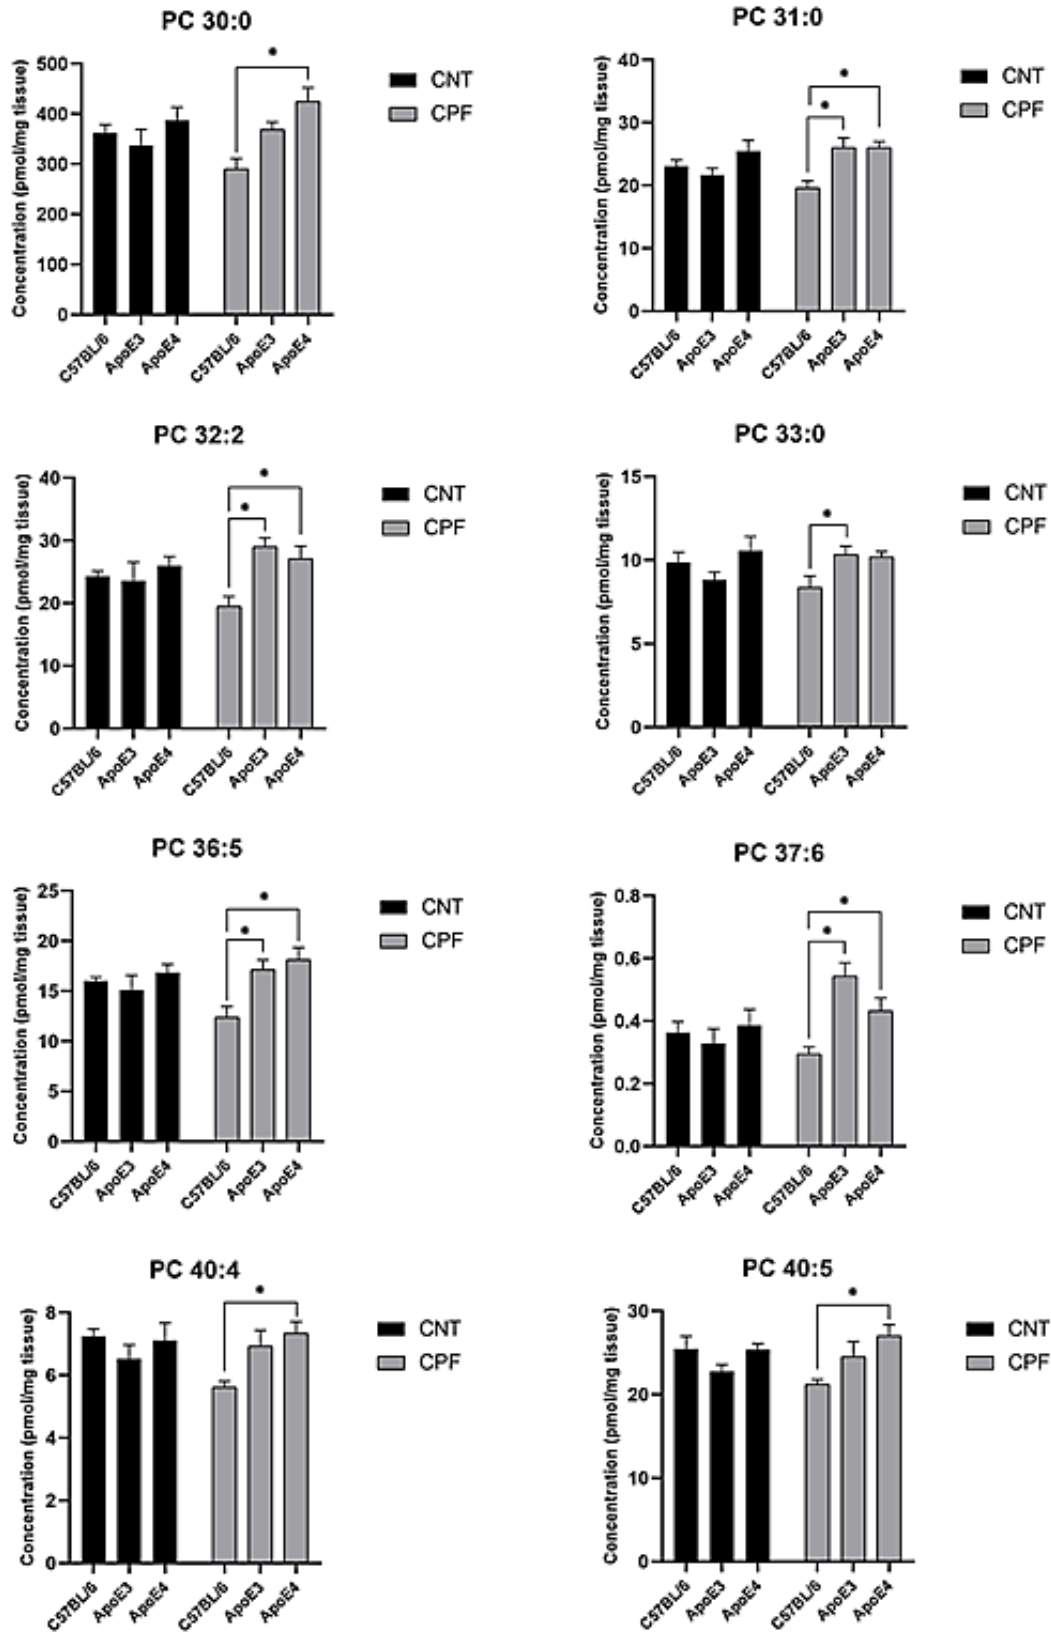 PC 30:0
Concentration (pmol/mg tissue)
500
400
300
200
100
0
C57BL/6 ApoE3 ApoE4 C57BL/6 ApoE3 ApoE4
CNT
CPF
PC 31:0
Concentration (pmol/mg tissue)
40
30
20
10
0
C57BL/6 ApoE3 ApoE4 C57BL/6 ApoE3 ApoE4
CNT
CPF
PC 32:2
Concentration (pmol/mg tissue)
40
30
20
10
0
C57BL/6 ApoE3 ApoE4 C57BL/6 ApoE3 ApoE4
CNT
CPF
PC 33:0
Concentration (pmol/mg tissue)
15
10
5
0
C57BL/6 ApoE3 ApoE4 C57BL/6 ApoE3 ApoE4
CNT
CPF
PC 36:5
Concentration (pmol/mg tissue)
25
20
15
10
5
0
C57BL/6 ApoE3 ApoE4 C57BL/6 ApoE3 ApoE4
CNT
CPF
PC 37:6
Concentration (pmol/mg tissue)
0.8
0.6
0.4
0.2
0.0
C57BL/6 ApoE3 ApoE4 C57BL/6 ApoE3 ApoE4
CNT
CPF
PC 40:4
Concentration (pmol/mg tissue)
8
6
4
2
0
C57BL/6 ApoE3 ApoE4 C57BL/6 ApoE3 ApoE4
CNT
CPF
PC 40:5
Concentration (pmol/mg tissue)
30
20
10
0
C57BL/6 ApoE3 ApoE4 C57BL/6 ApoE3 ApoE4
CNT
CPF